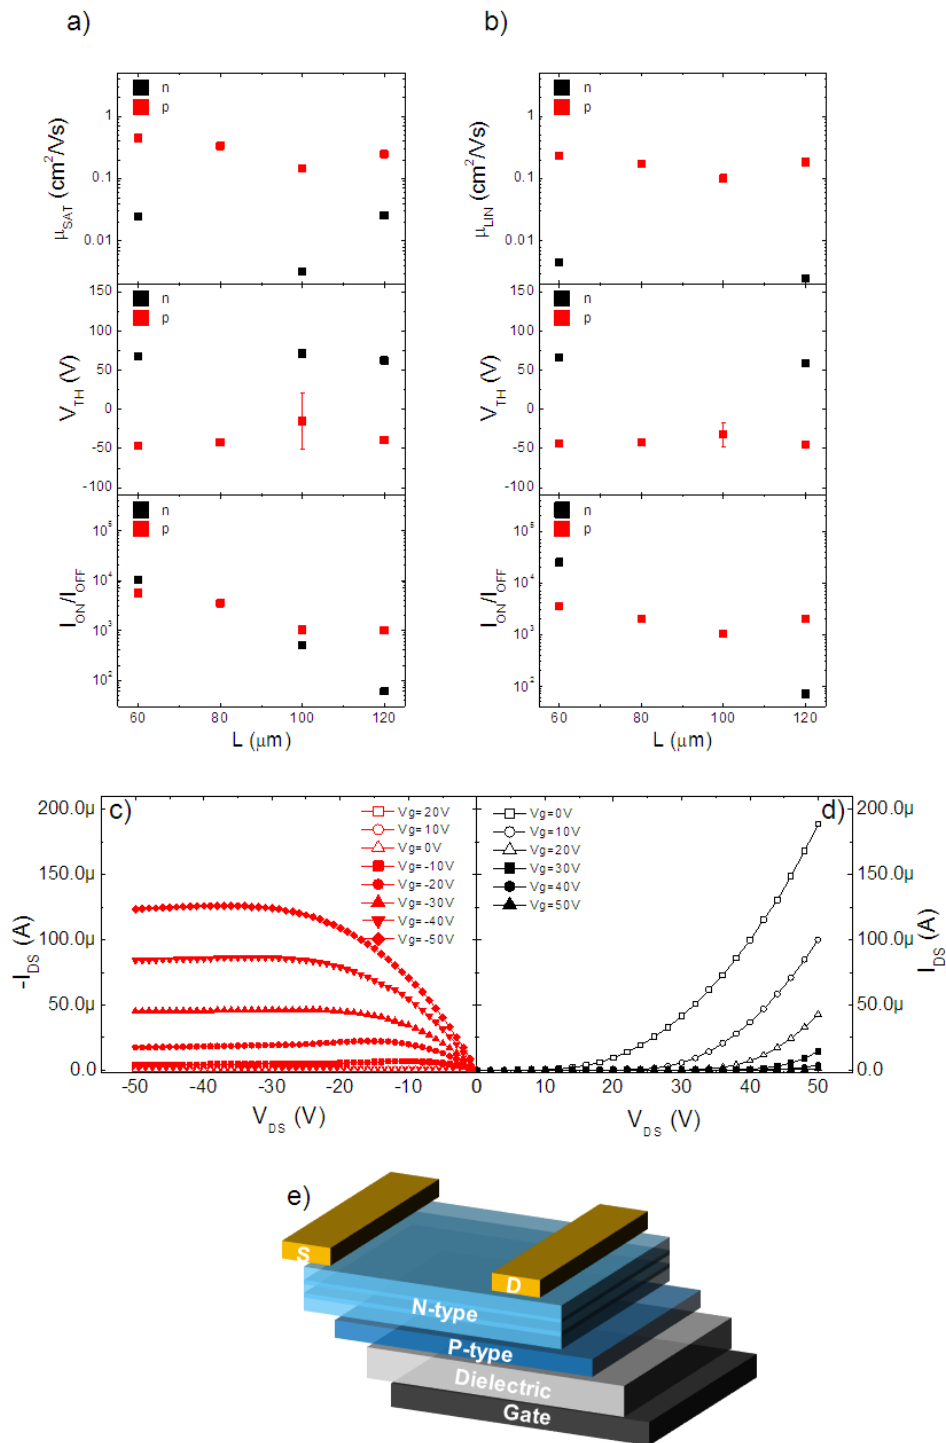 a)
b)
n
p
μSAT (cm²/Vs)
1
0.1
0.01
n
p
μLIN (cm²/Vs)
1
0.1
0.01
n
p
VTH (V)
150
100
50
0
-50
-100
n
p
VTH (V)
150
100
50
0
-50
-100
n
p
ION/IOFF
10⁵
10⁴
10³
10²
60 80 100 120
L (μm)
n
p
ION/IOFF
10⁵
10⁴
10³
10²
60 80 100 120
L (μm)
c)
-IDS (A)
200.0μ
150.0μ
100.0μ
50.0μ
0.0
Vg=20V
Vg=10V
Vg=0V
Vg=-10V
Vg=-20V
Vg=-30V
Vg=-40V
Vg=-50V
-50 -40 -30 -20 -10 0
VDS (V)
d)
Vg=0V
Vg=10V
Vg=20V
Vg=30V
Vg=40V
Vg=50V
200.0μ
150.0μ
100.0μ
50.0μ
0.0
IDS (A)
10 20 30 40 50
VDS (V)
e)
S
D
N-type
P-type
Dielectric
Gate